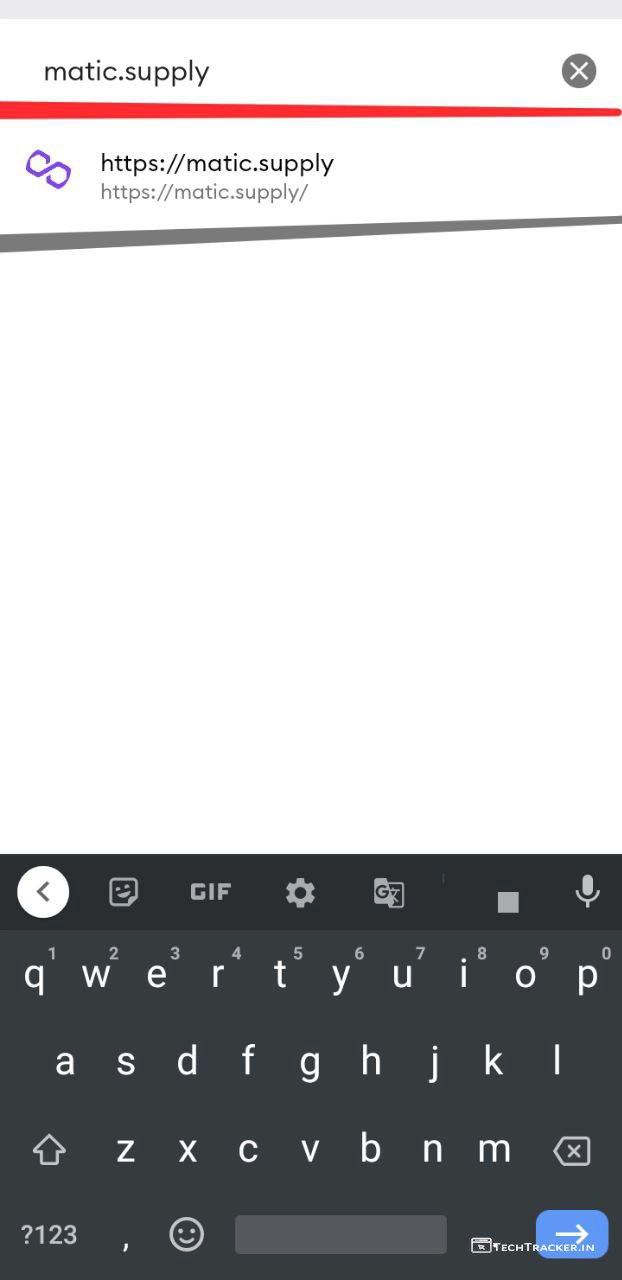 matic.supply
https://matic.supply
https://matic.supply/
GIF
G
1 2 3 4 5 6 7 8 9 0
q w e r t y u i o p
a s d f g h j k l
z x c v b n m
?123 ,
TECHTRACKER.IN